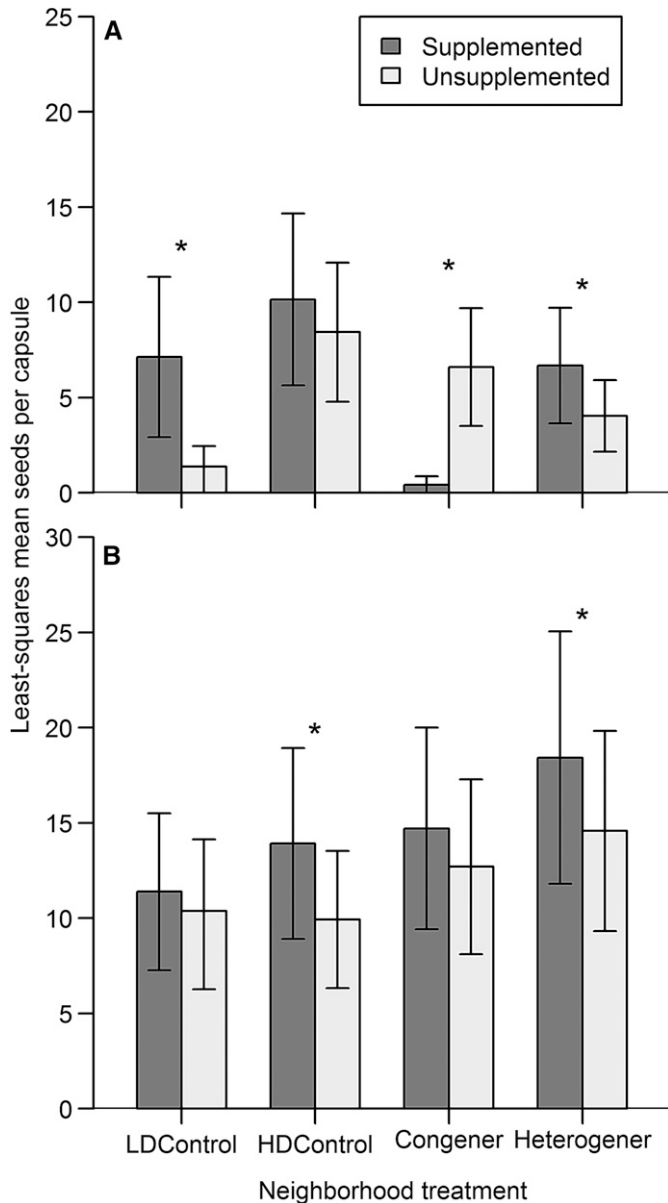 A
Supplemented
Unsupplemented
25
20
15
10
5
0
*
*
*
B
30
25
20
15
10
5
0
*
*
Least-squares mean seeds per capsule
LDControl HDControl Congener Heterogener
Neighborhood treatment